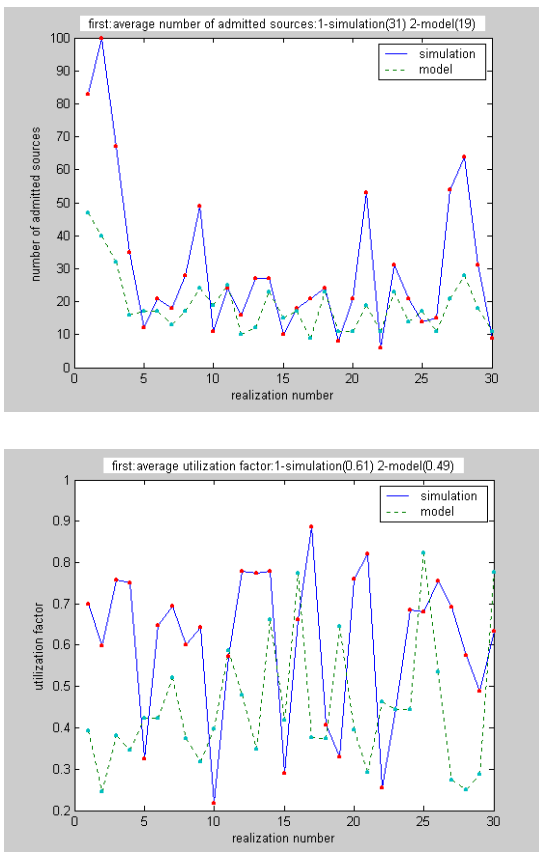 first:average number of admitted sources:1-simulation(31) 2-model(19)
100
90
80
70
60
50
40
30
20
10
0
number of admitted sources
simulation
model
0 5 10 15 20 25 30
realization number
first:average utilization factor:1-simulation(0.61) 2-model(0.49)
1
0.9
0.8
0.7
0.6
0.5
0.4
0.3
0.2
utilization factor
simulation
model
0 5 10 15 20 25 30
realization number